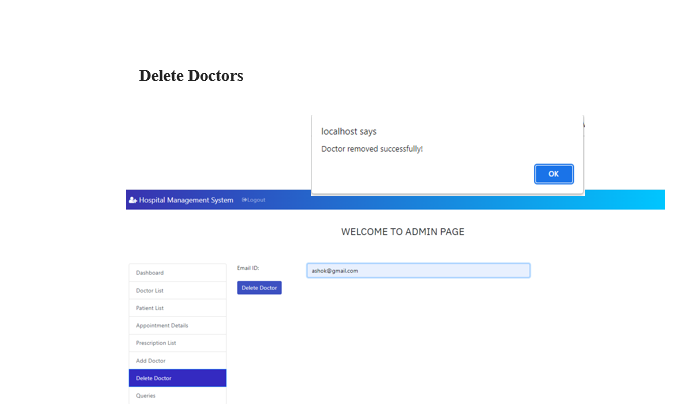 Delete Doctors
localhost says
Doctor removed successfully!
OK
Hospital Management System Logout
WELCOME TO ADMIN PAGE
Dashboard
Doctor List
Patient List
Appointment Details
Prescription List
Add Doctor
Delete Doctor
Queries
Email ID:
ashok@gmail.com
Delete Doctor